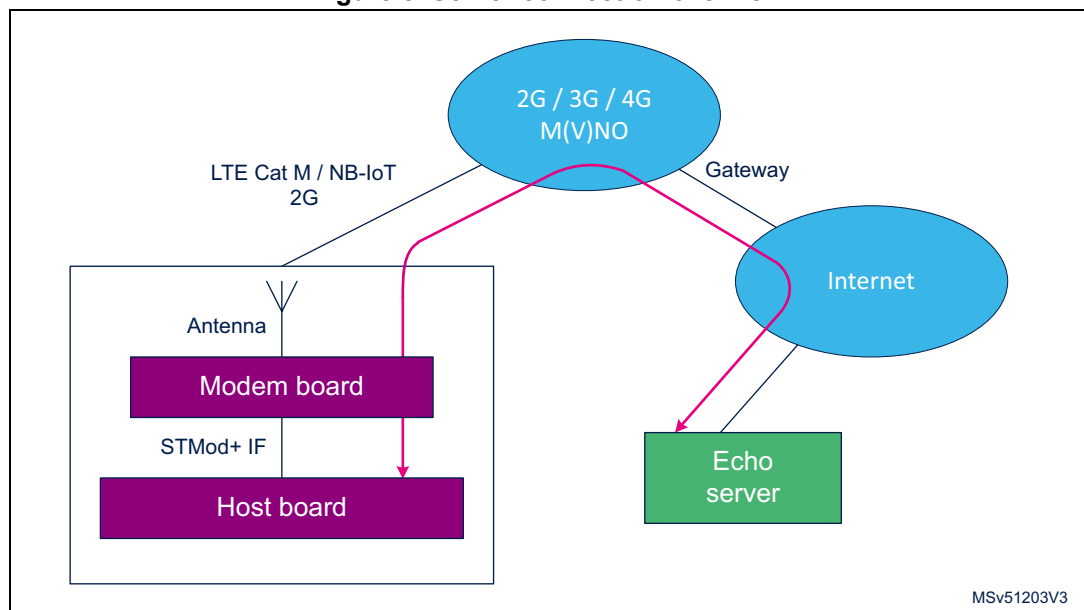 2G / 3G / 4G
M(V)NO
LTE Cat M / NB-IoT
2G
Gateway
Internet
Antenna
Modem board
STMod+ IF
Host board
Echo
server
MSv51203V3